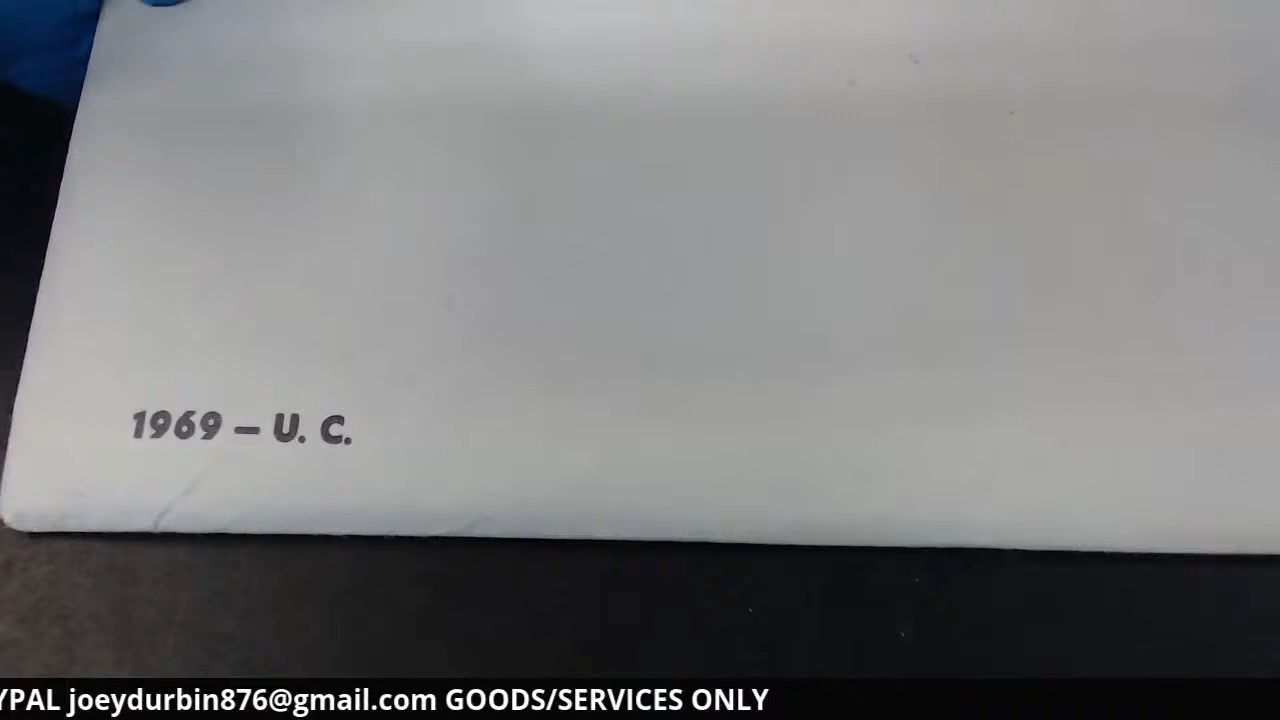 1969 – U. C.
YPAL joeydurbin876@gmail.com GOODS/SERVICES ONLY